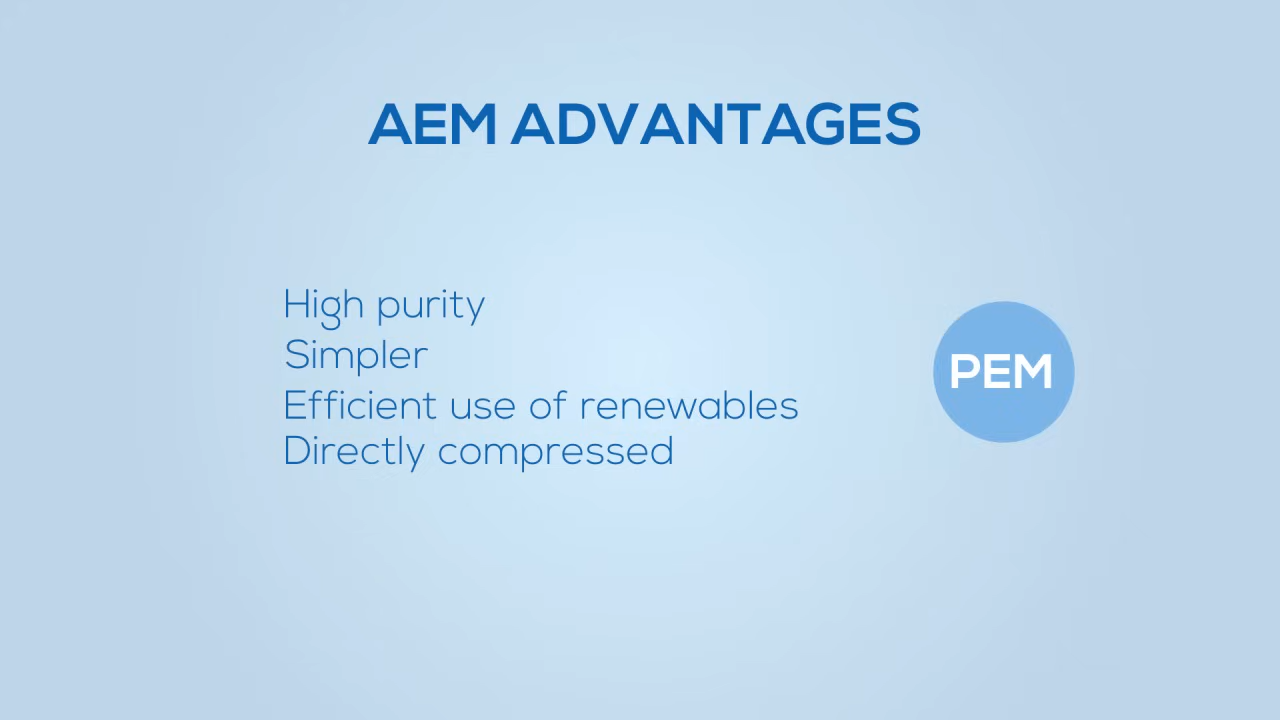 AEM ADVANTAGES
High purity
Simpler
Efficient use of renewables
Directly compressed
PEM